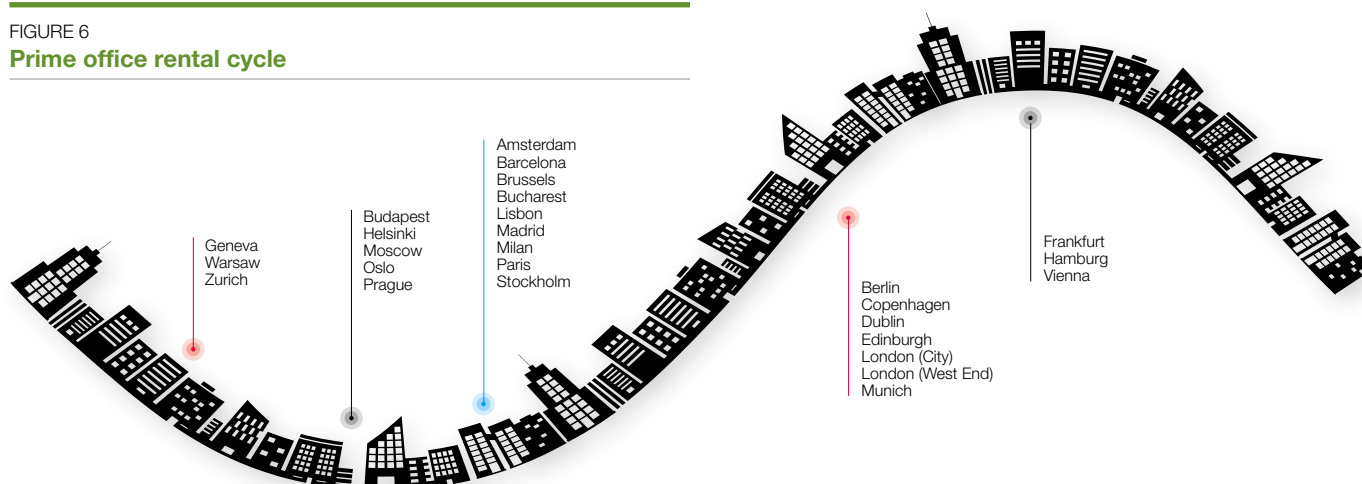 FIGURE 6
Prime office rental cycle
Geneva
Warsaw
Zurich
Budapest
Helsinki
Moscow
Oslo
Prague
Amsterdam
Barcelona
Brussels
Bucharest
Lisbon
Madrid
Milan
Paris
Stockholm
Berlin
Copenhagen
Dublin
Edinburgh
London (City)
London (West End)
Munich
Frankfurt
Hamburg
Vienna